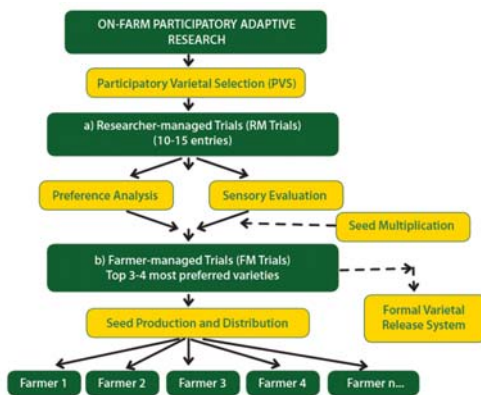 ON-FARM PARTICIPATORY ADAPTIVE
RESEARCH
Participatory Varietal Selection (PVS)
a) Researcher-managed Trials (RM Trials)
(10-15 entries)
Preference Analysis
Sensory Evaluation
Seed Multiplication
b) Farmer-managed Trials (FM Trials)
Top 3-4 most preferred varieties
Formal Varietal
Release System
Seed Production and Distribution
Farmer 1
Farmer 2
Farmer 3
Farmer 4
Farmer n...